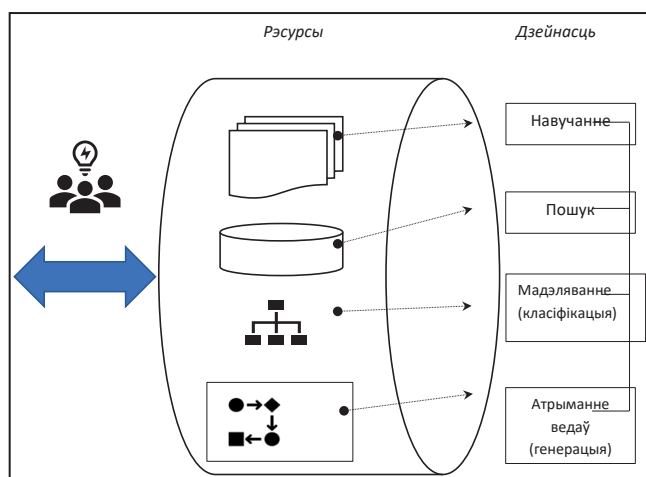 Рэсурсы
Дзейнасць
Навучанне
Пошук
Мадэляванне
(класіфікацыя)
Атрыманне
ведаў
(генерацыя)